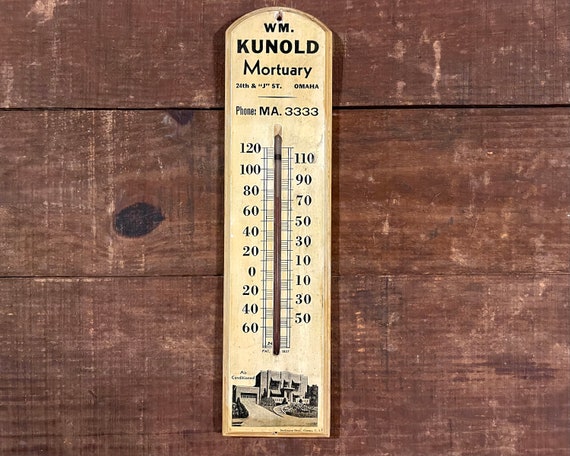 WM.
KUNOLD
Mortuary
24th & "J" ST. OMAHA
Phone: MA. 3333
120 110
100 90
80 70
60 50
40 30
20 10
0 10
20 30
40 50
60
PAT.
Air
Conditioned